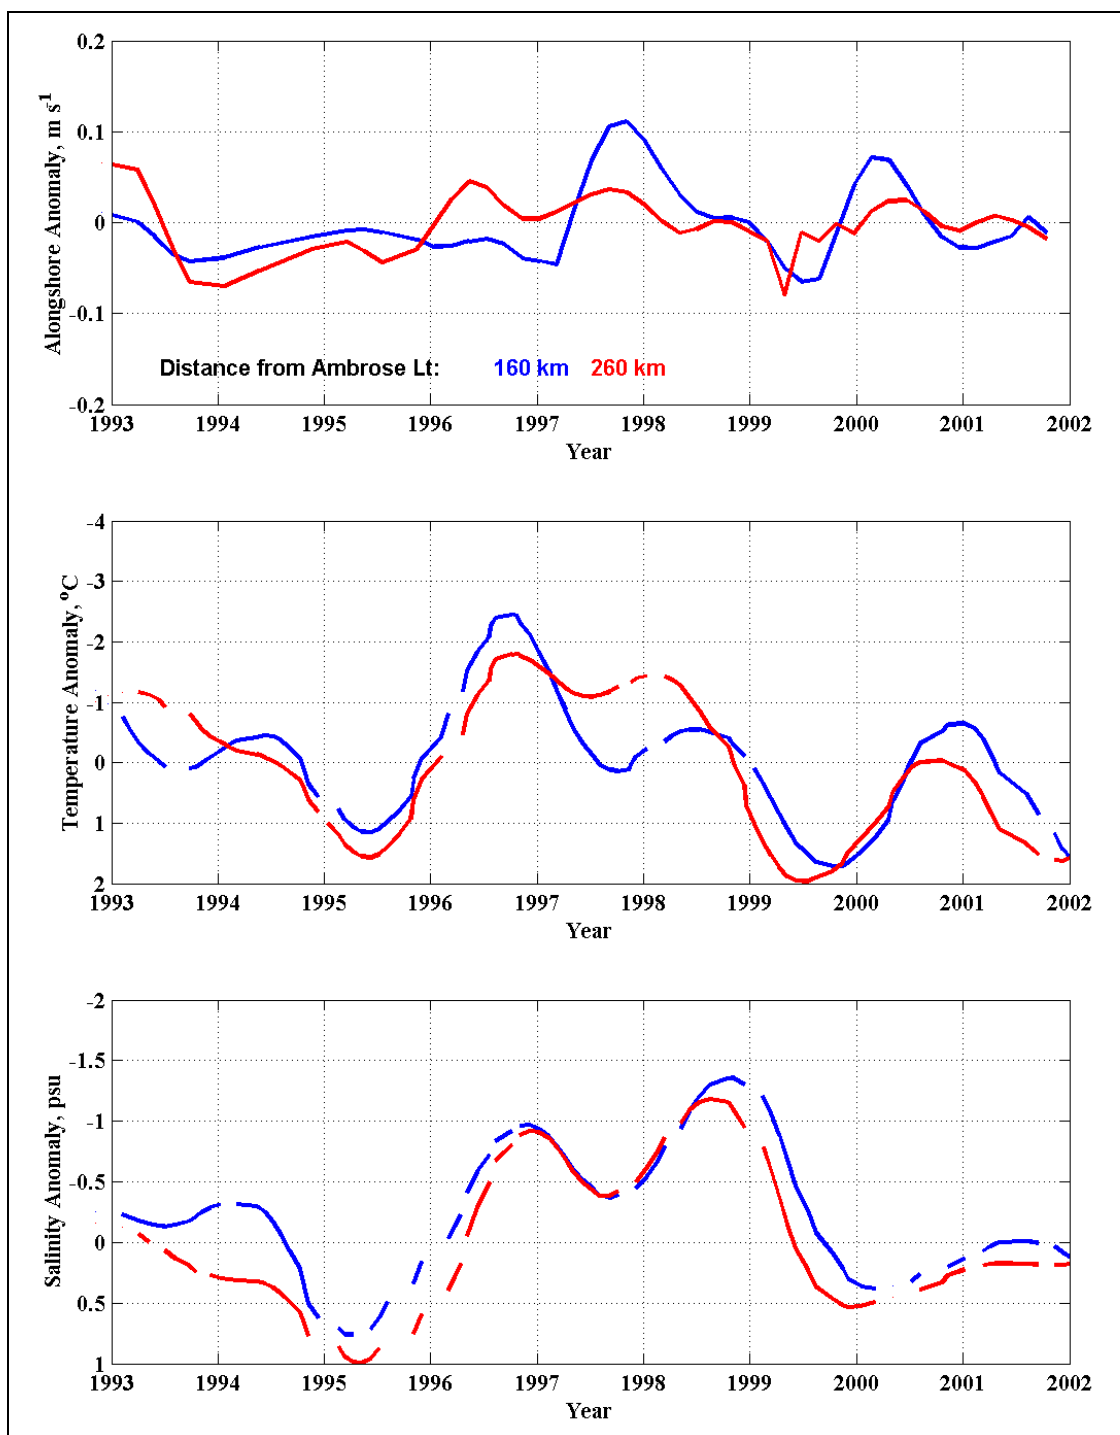 Alongshore Anomaly, m s-1
0.2
0.1
0
-0.1
-0.2
Distance from Ambrose Lt: 160 km 260 km
1993 1994 1995 1996 1997 1998 1999 2000 2001 2002
Year
Temperature Anomaly, ºC
-4
-3
-2
-1
0
1
2
1993 1994 1995 1996 1997 1998 1999 2000 2001 2002
Year
Salinity Anomaly, psu
-2
-1.5
-1
-0.5
0
0.5
1
1993 1994 1995 1996 1997 1998 1999 2000 2001 2002
Year